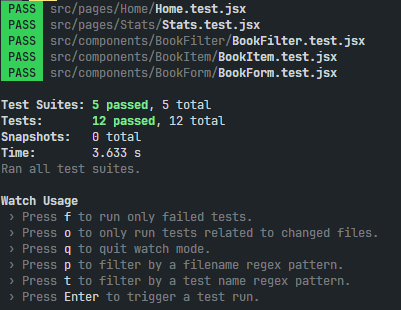 PASS src/pages/Home/Home.test.jsx
PASS src/pages/Stats/Stats.test.jsx
PASS src/components/BookFilter/BookFilter.test.jsx
PASS src/components/BookItem/BookItem.test.jsx
PASS src/components/BookForm/BookForm.test.jsx

Test Suites: 5 passed, 5 total
Tests:       12 passed, 12 total
Snapshots:   0 total
Time:        3.633 s
Ran all test suites.

Watch Usage
 › Press f to run only failed tests.
 › Press o to only run tests related to changed files.
 › Press q to quit watch mode.
 › Press p to filter by a filename regex pattern.
 › Press t to filter by a test name regex pattern.
 › Press Enter to trigger a test run.